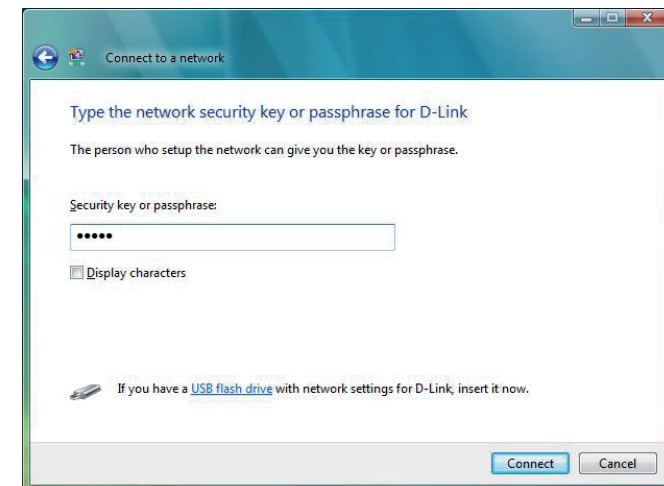 Connect to a network
Type the network security key or passphrase for D-Link
The person who setup the network can give you the key or passphrase.
Security key or passphrase:
•••••
Display characters
If you have a USB flash drive with network settings for D-Link, insert it now.
Connect Cancel